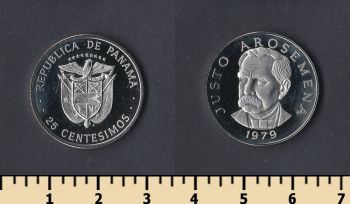 · REPUBLICA DE PANAMA ·
25 CENTESIMOS
JUSTO AROSEMENA
1979
1 2 3 4 5 6 7